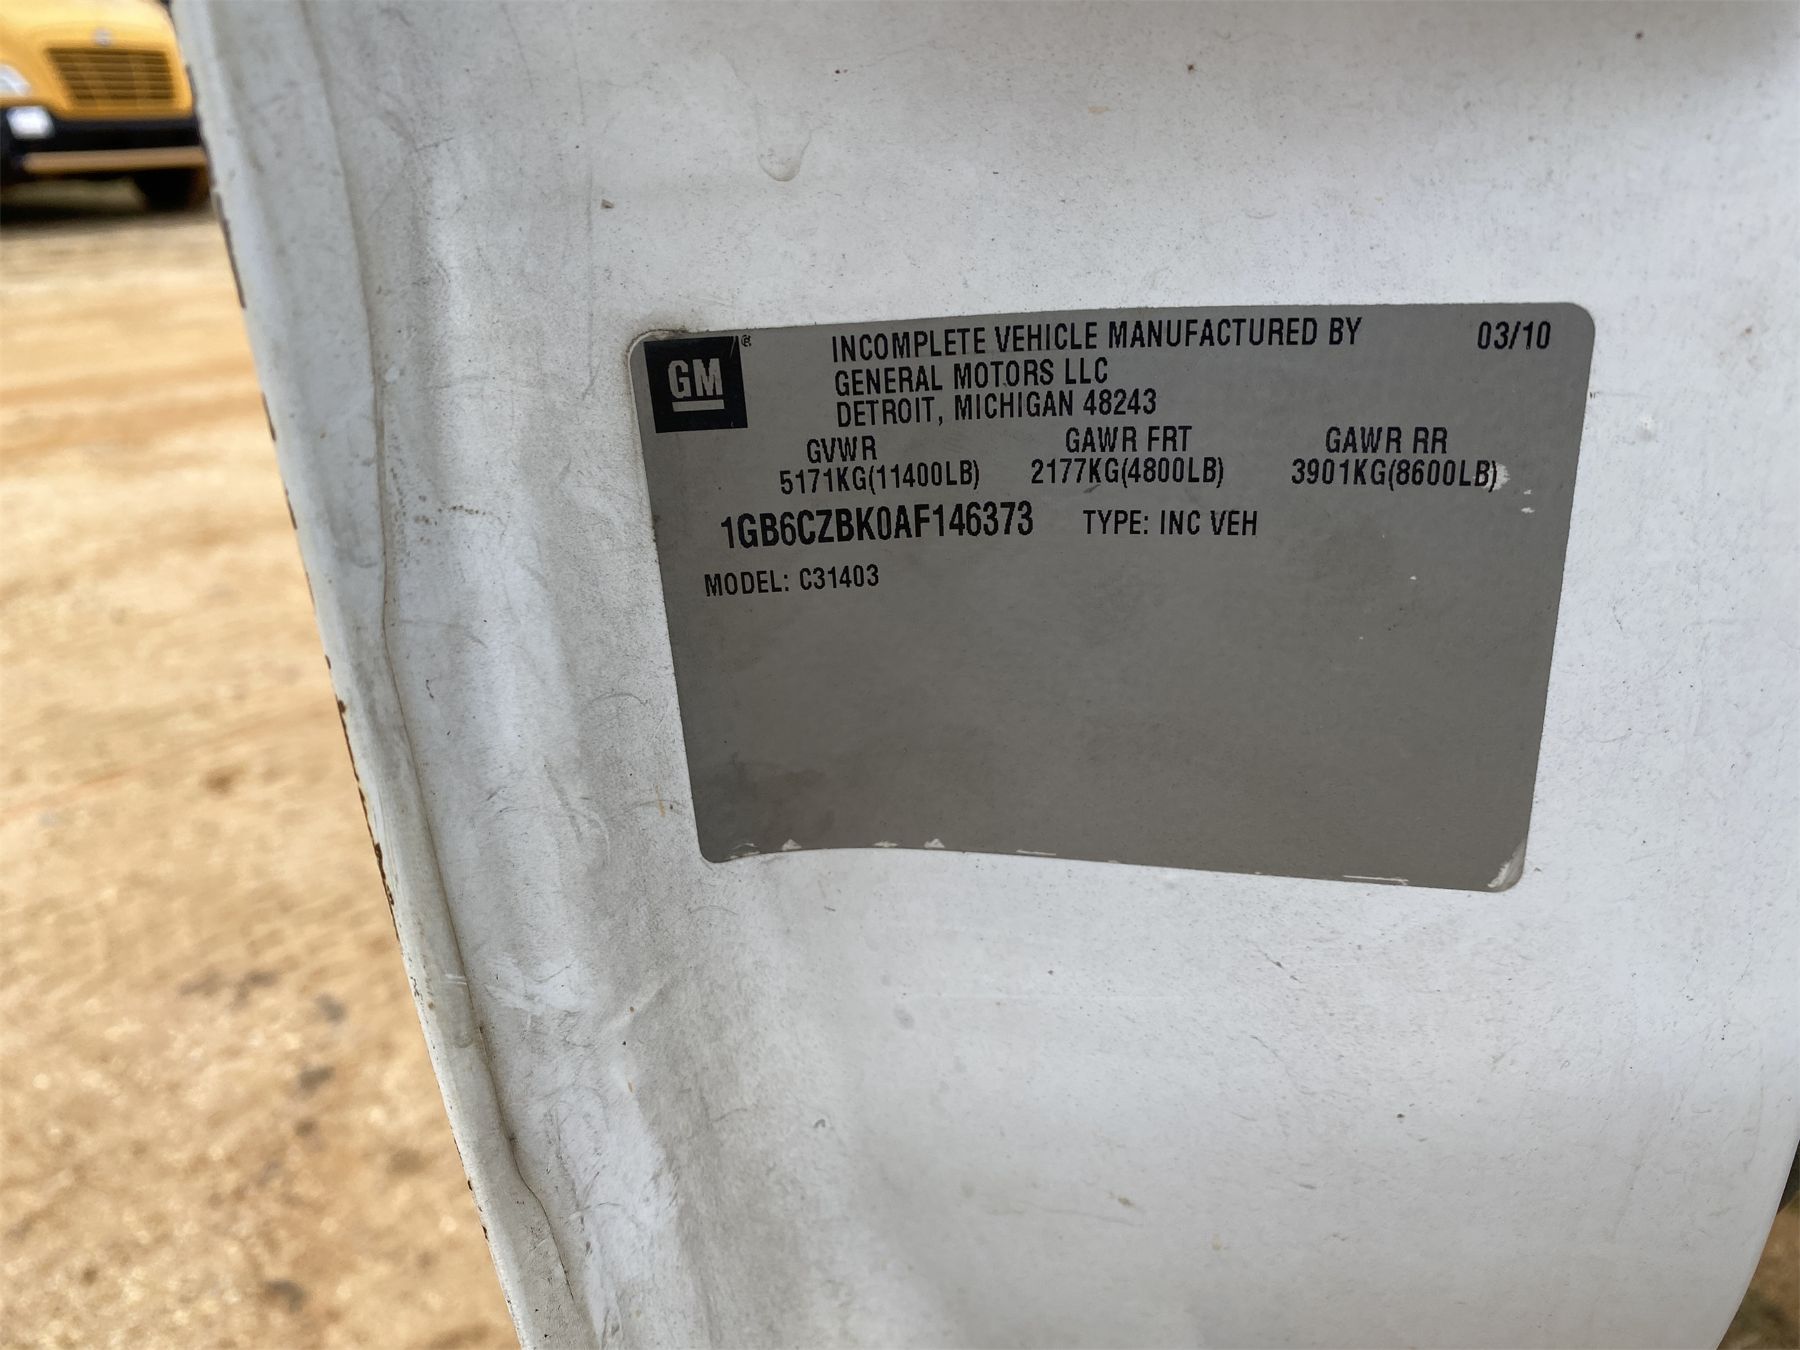 GM ®
INCOMPLETE VEHICLE MANUFACTURED BY 03/10
GENERAL MOTORS LLC
DETROIT, MICHIGAN 48243
GVWR GAWR FRT GAWR RR
5171KG(11400LB) 2177KG(4800LB) 3901KG(8600LB)
1GB6CZBK0AF146373 TYPE: INC VEH
MODEL: C31403